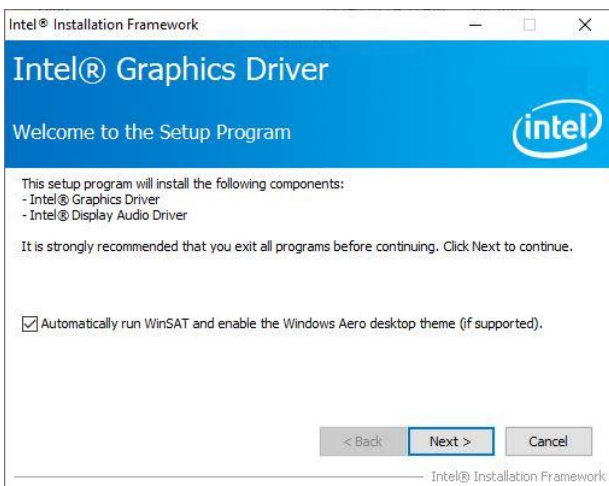 Intel® Installation Framework
Intel® Graphics Driver
Welcome to the Setup Program
intel
This setup program will install the following components:
- Intel® Graphics Driver
- Intel® Display Audio Driver
It is strongly recommended that you exit all programs before continuing. Click Next to continue.
Automatically run WinSAT and enable the Windows Aero desktop theme (if supported).
< Back Next > Cancel
Intel® Installation Framework